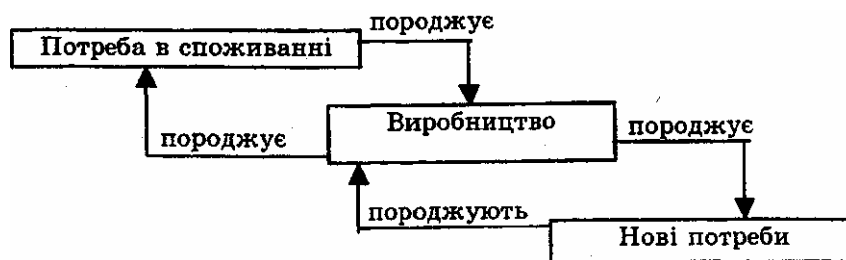 породжує
Потреба в споживанні
Виробництво
породжує
породжує
породжують
Нові потреби